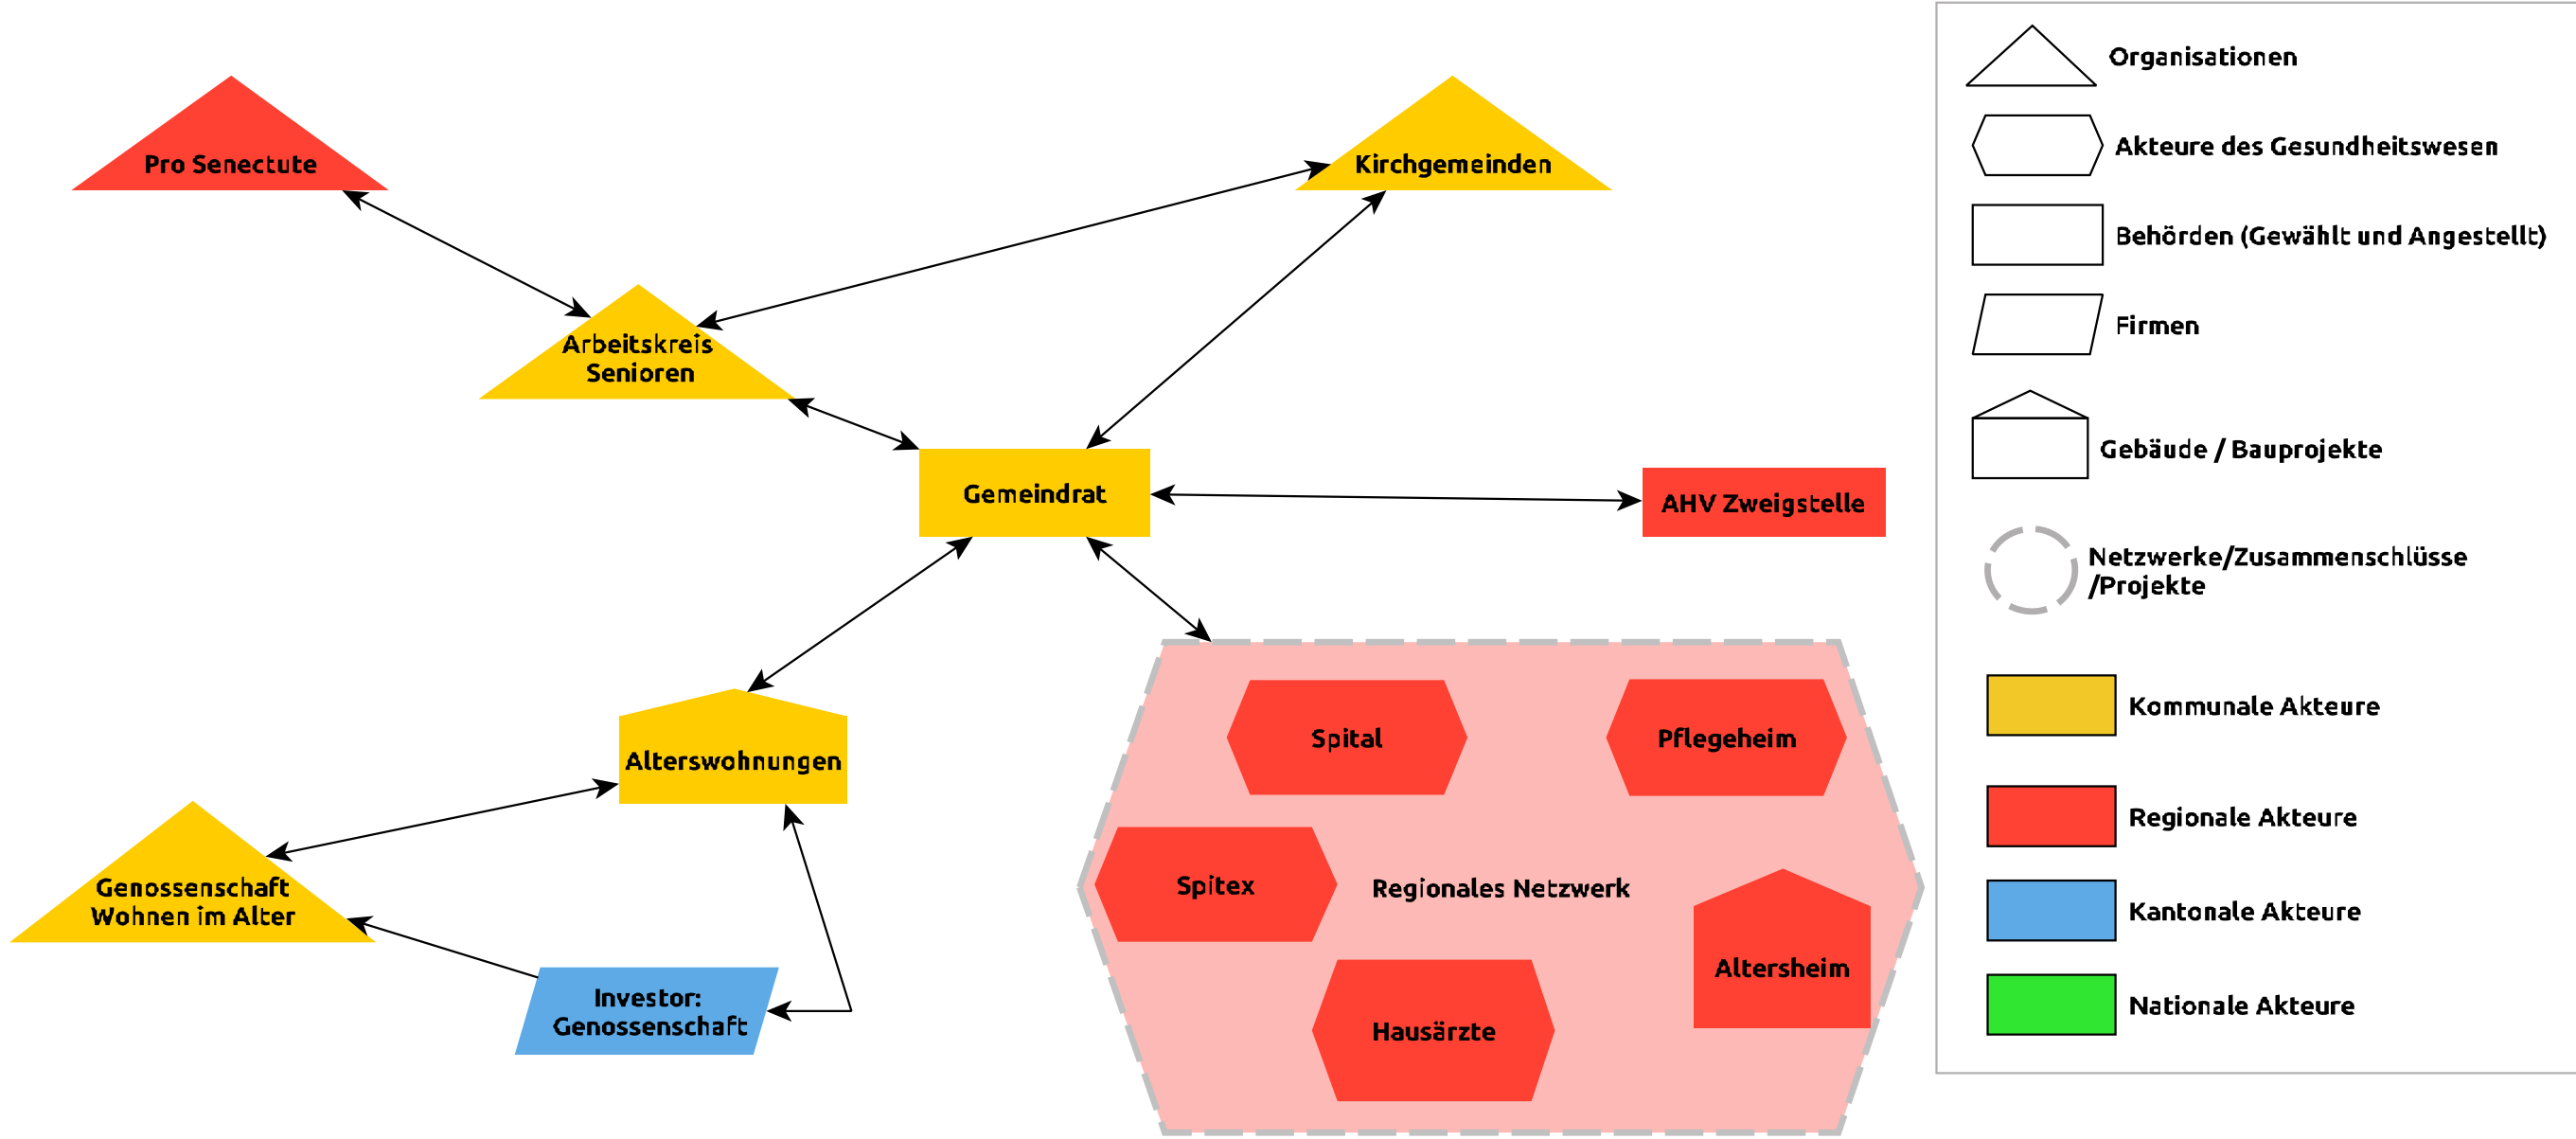 Pro Senectute
Kirchgemeinden
Arbeitskreis
Senioren
Gemeindrat
AHV Zweigstelle
Alterswohnungen
Genossenschaft
Wohnen im Alter
Investor:
Genossenschaft
Spital
Pflegeheim
Spitex
Regionales Netzwerk
Altersheim
Hausärzte
Organisationen
Akteure des Gesundheitswesen
Behörden (Gewählt und Angestellt)
Firmen
Gebäude / Bauprojekte
Netzwerke/Zusammenschlüsse
/Projekte
Kommunale Akteure
Regionale Akteure
Kantonale Akteure
Nationale Akteure